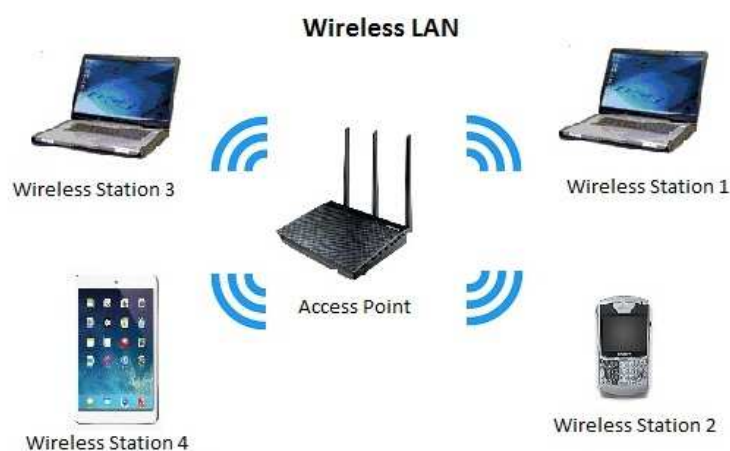 Wireless LAN
Wireless Station 3
Wireless Station 1
Access Point
Wireless Station 4
Wireless Station 2